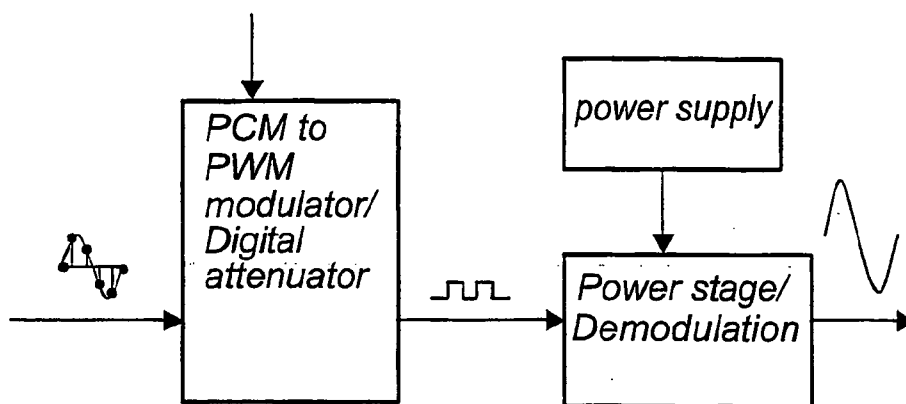 PCM to
PWM
modulator/
Digital
attenuator
power supply
Power stage/
Demodulation